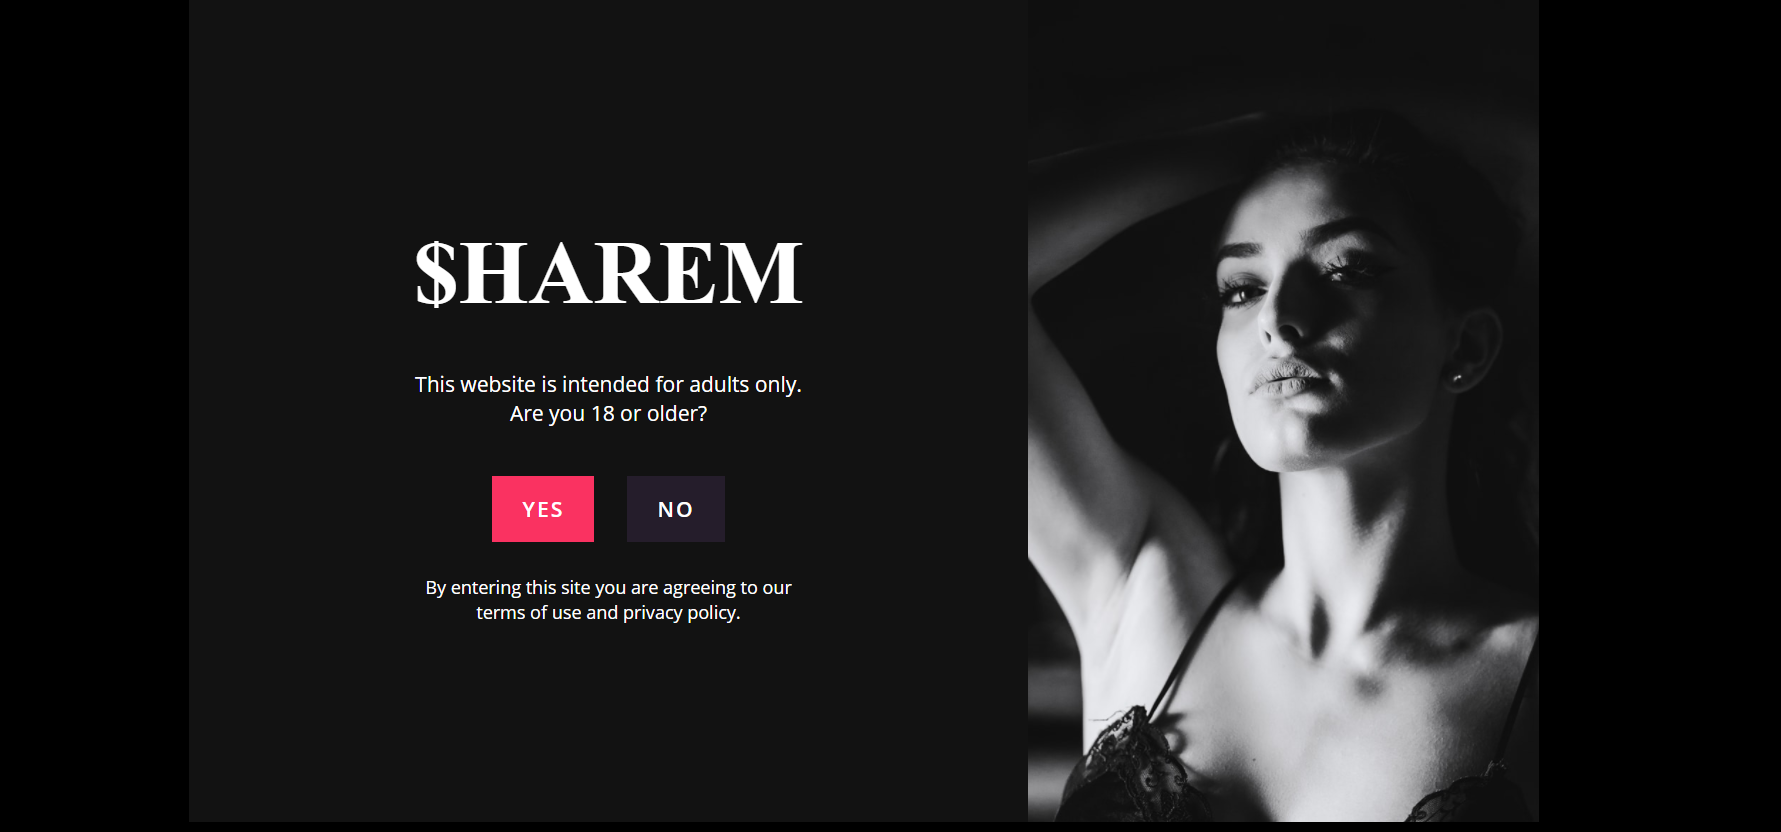 $HAREM
This website is intended for adults only.
Are you 18 or older?
YES NO
By entering this site you are agreeing to our
terms of use and privacy policy.